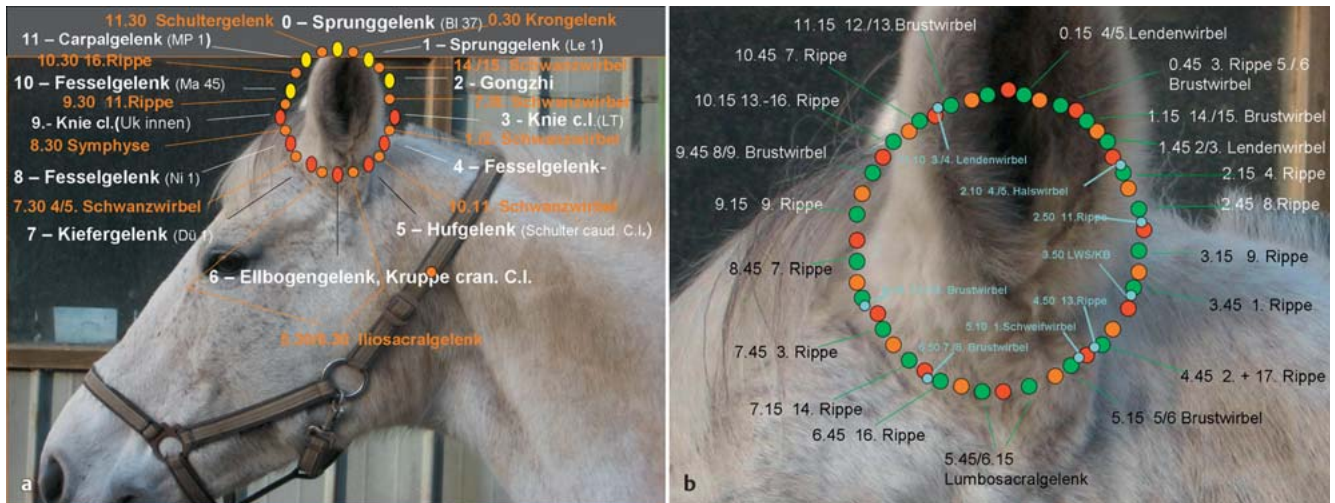 11.30 Schultergelenk
0 – Sprunggelenk (Bl 37)
0.30 Krongelenk
11 – Carpalgelenk (MP 1)
1 – Sprunggelenk (Le 1)
10.30 16.Rippe
14./15. Schwanzwirbel
10 – Fesselgelenk (Ma 45)
2 - Gongzhi
9.30 11.Rippe
Schwanzwirbel
9.- Knie cl.(Uk innen)
3 - Knie c.l.(LT)
8.30 Symphyse
Schwanzwirbel
8 – Fesselgelenk (Ni 1)
4 – Fesselgelenk-
7.30 4/5. Schwanzwirbel
10.11. Schwanzwirbel
7 – Kiefergelenk (Dü 1)
5 – Hufgelenk (Schulter caud. C.l.)
6 – Ellbogengelenk, Kruppe cran. C.l.
Iliosacralgelenk
a
11.15 12./13.Brustwirbel
0.15 4/5.Lendenwirbel
10.45 7. Rippe
0.45 3. Rippe 5./.6
Brustwirbel
10.15 13.-16. Rippe
1.15 14./15. Brustwirbel
9.45 8/9. Brustwirbel
1.45 2/3. Lendenwirbel
3./4. Lendenwirbel
2.15 4. Rippe
2.10 4./5. Halswirbel
9.15 9. Rippe
2.45 8.Rippe
2.50 11.Rippe
8.45 7. Rippe
3.50 LWS/KB
3.15 9. Rippe
Brustwirbel
4.50 13.Rippe
3.45 1. Rippe
5.10 1.Schweifwirbel
7.45 3. Rippe
6.50 7./8. Brustwirbel
4.45 2. + 17. Rippe
7.15 14. Rippe
5.15 5/6 Brustwirbel
6.45 16. Rippe
5.45/6.15
Lumbosacralgelenk
b